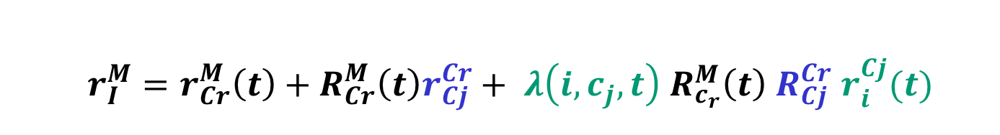 r_I^M = r_{Cr}^M(t) + R_{Cr}^M(t)r_{Cj}^{Cr} + λ(i, c_j, t) R_{c_r}^M(t) R_{Cj}^{Cr} r_i^{Cj}(t)